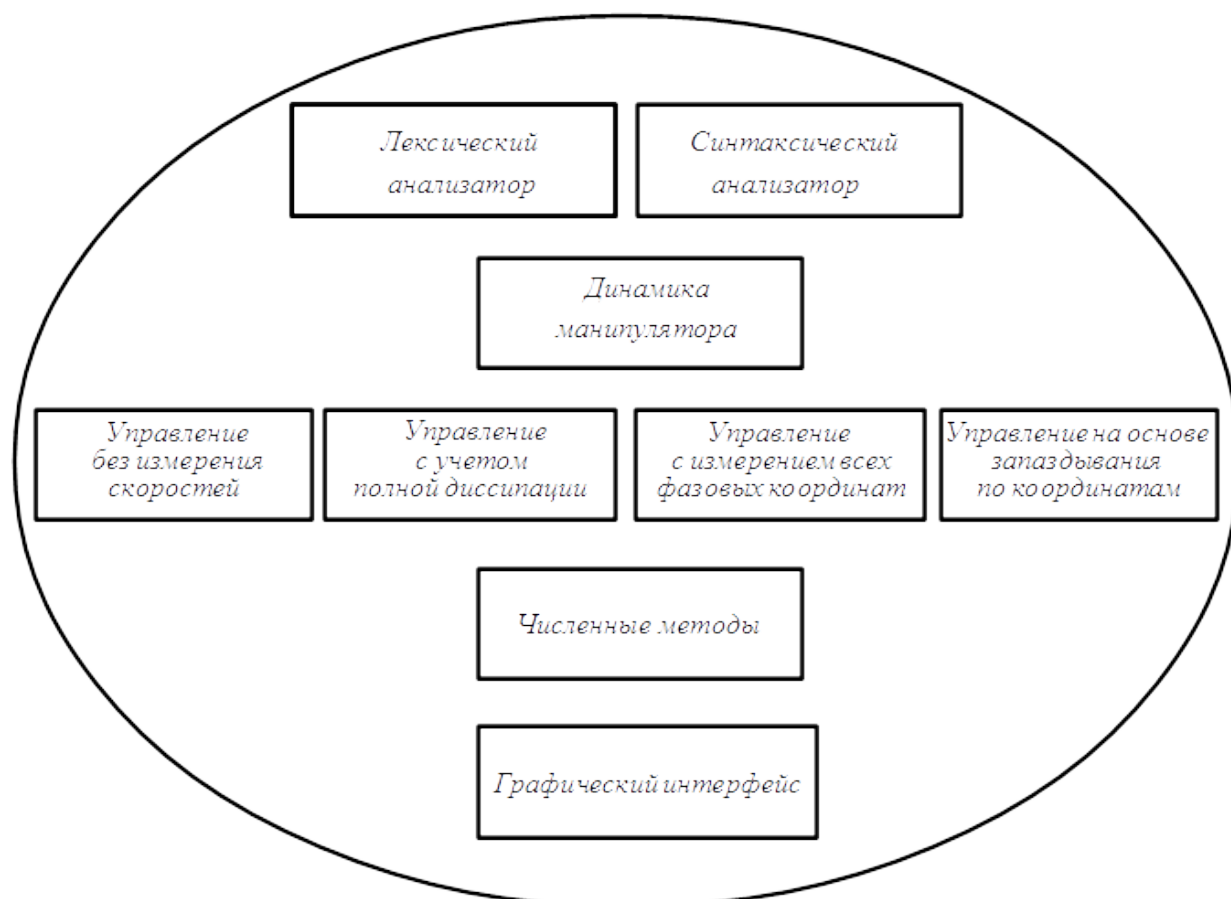 Лексический
анализатор
Синтаксический
анализатор
Динамика
манипулятора
Управление
без измерения
скоростей
Управление
с учетом
полной диссипации
Управление
с измерением всех
фазовых координат
Управление на основе
запаздывания
по координатам
Численные методы
Графический интерфейс